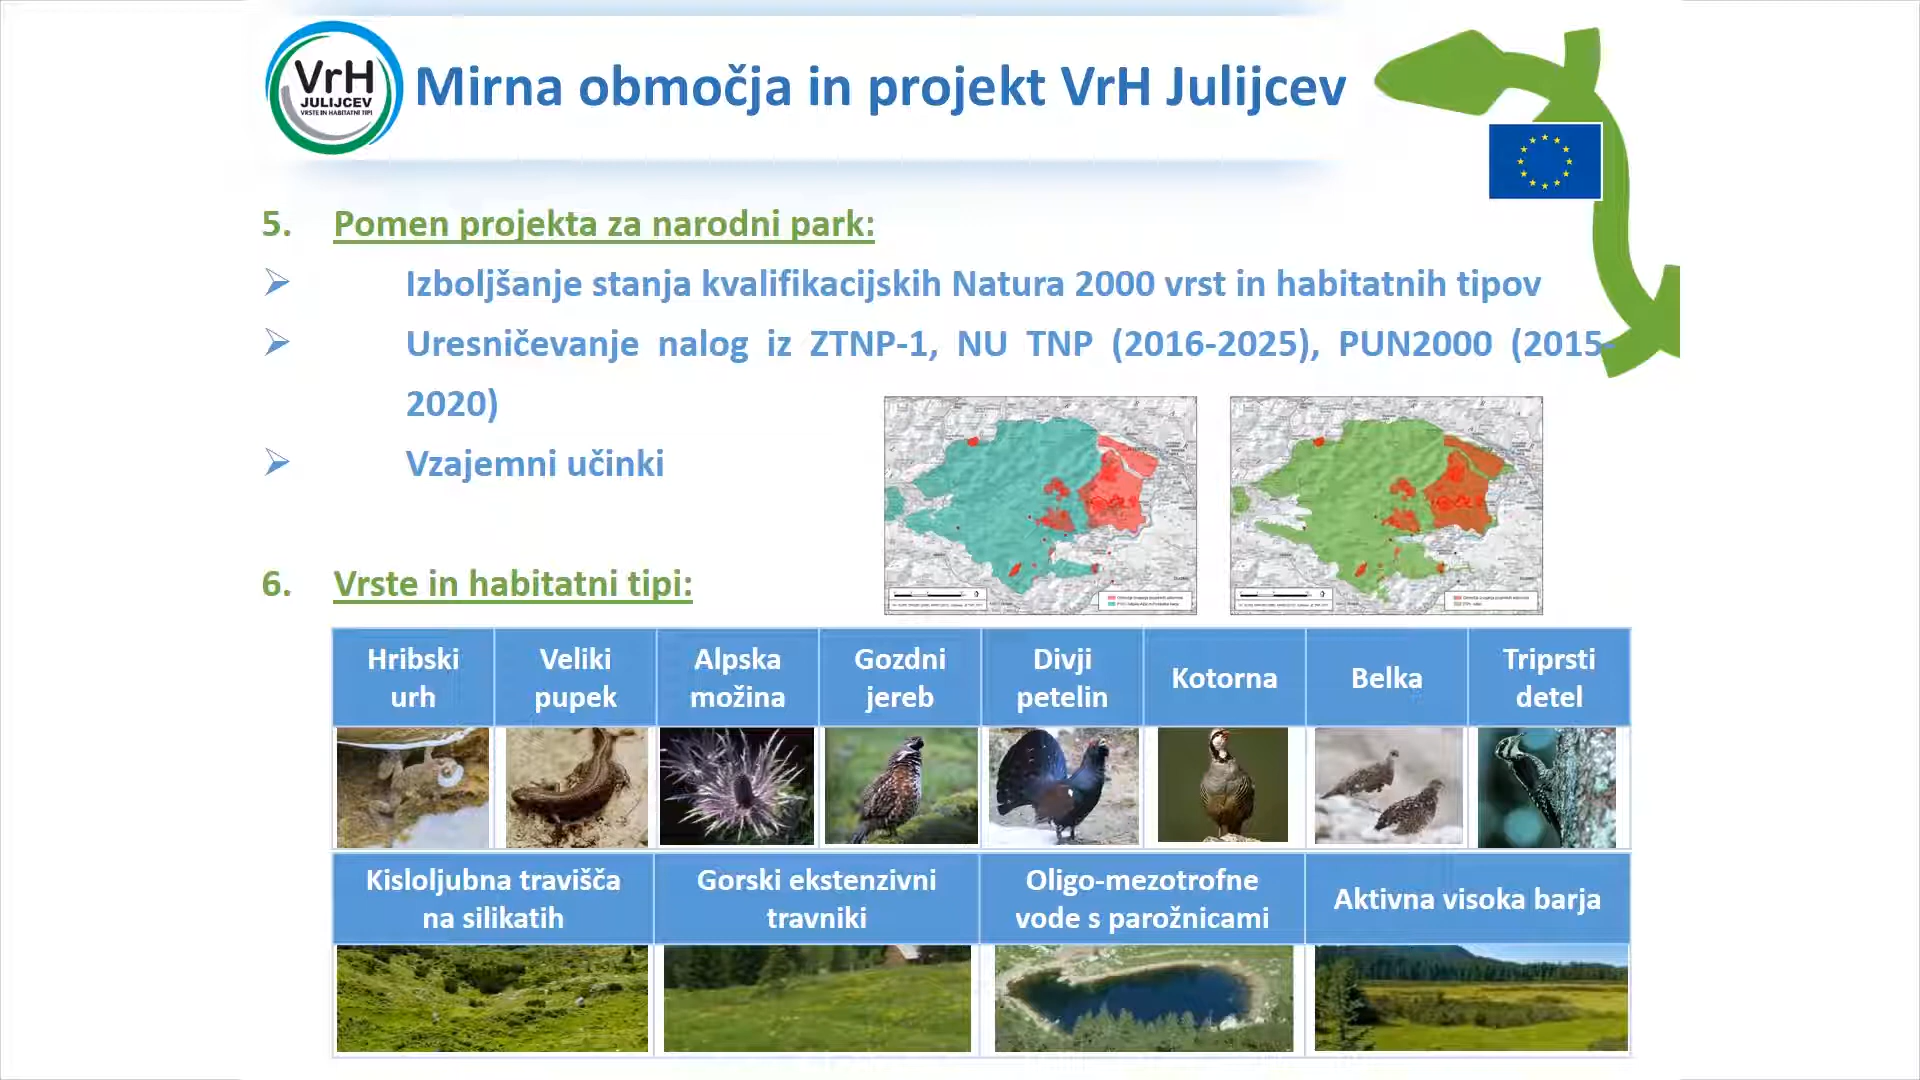 VrH
JULIJCEV
VRSTE IN HABITATNI TIPI
Mirna območja in projekt VrH Julijcev
5. Pomen projekta za narodni park:
Izboljšanje stanja kvalifikacijskih Natura 2000 vrst in habitatnih tipov
Uresničevanje nalog iz ZTNP-1, NU TNP (2016-2025), PUN2000 (2015-
2020)
Vzajemni učinki
6. Vrste in habitatni tipi:
Hribski
urh
Veliki
pupek
Alpska
možina
Gozdni
jereb
Divji
petelin
Kotorna
Belka
Triprsti
detel
Kisloljubna travišča
na silikatih
Gorski ekstenzivni
travniki
Oligo-mezotrofne
vode s parožnicami
Aktivna visoka barja